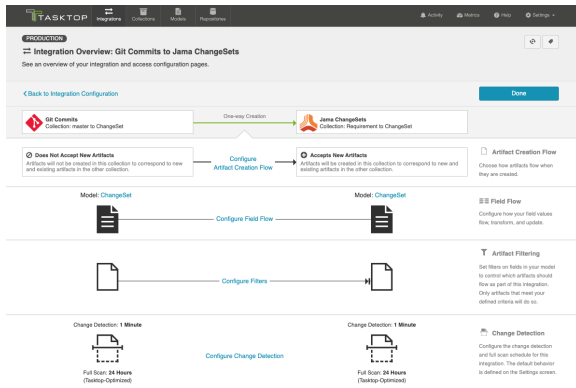 TASKTOP
Integrations
Collections
Models
Repositories
Activity
Metrics
Help
Settings
PRODUCTION
Integration Overview: Git Commits to Jama ChangeSets
See an overview of your integration and access configuration pages.
Back to Integration Configuration
Done
Git Commits
Collection: master to ChangeSet
One-way Creation
Jama ChangeSets
Collection: Requirement to ChangeSet
Does Not Accept New Artifacts
Artifacts will not be created in this collection to correspond to new
and existing artifacts in the other collection.
Configure
Artifact Creation Flow
Accepts New Artifacts
Artifacts will be created in this collection to correspond to new and
existing artifacts in the other collection.
Artifact Creation Flow
Choose how artifacts flow when
they are created.
Model: ChangeSet
Configure Field Flow
Model: ChangeSet
Field Flow
Configure how your field values
flow, transform, and update.
Configure Filters
Artifact Filtering
Set filters on fields in your model
to control which artifacts should
flow as part of this integration.
Only artifacts that meet your
defined criteria will do so.
Change Detection: 1 Minute
Full Scan: 24 Hours
(Tasktop-Optimized)
Configure Change Detection
Change Detection: 1 Minute
Full Scan: 24 Hours
(Tasktop-Optimized)
Change Detection
Configure the change detection
and full scan schedule for this
integration. The default behavior
is defined on the Settings screen.